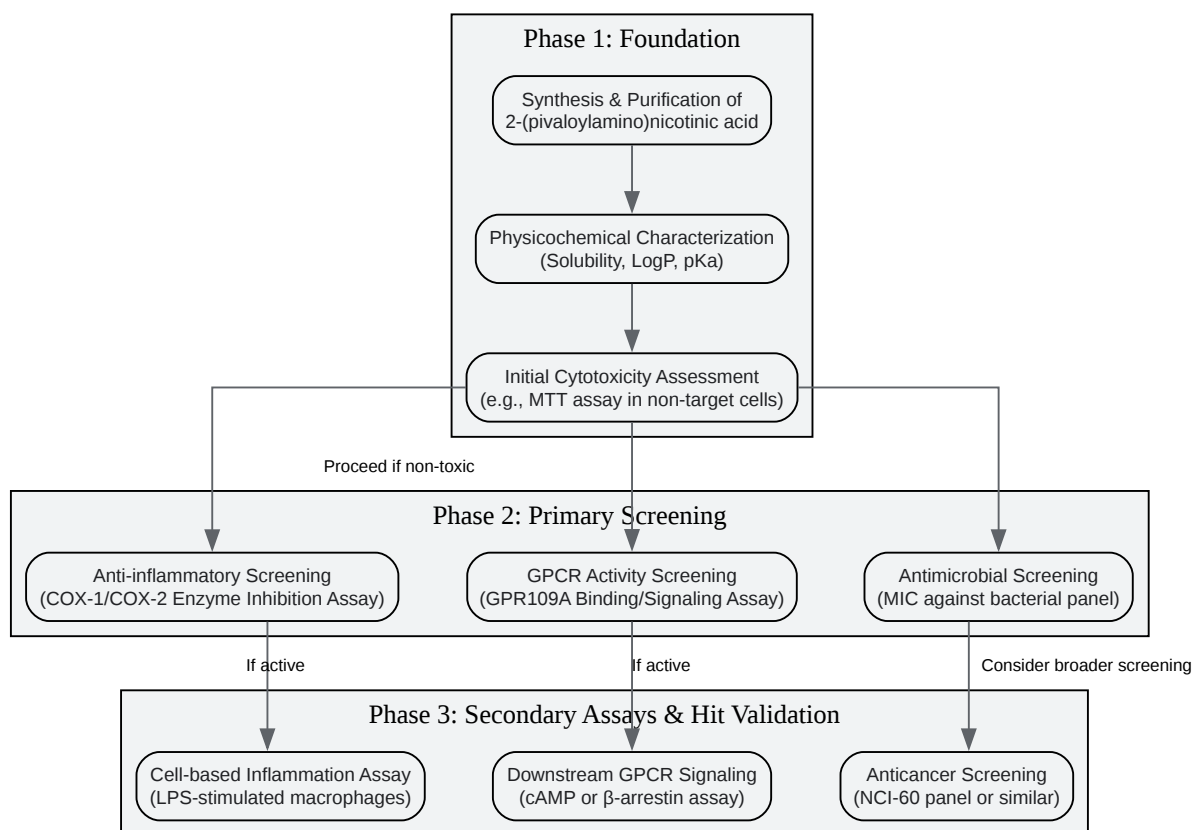 Phase 1: Foundation
Synthesis & Purification of
2-(pivaloylamino)nicotinic acid
Physicochemical Characterization
(Solubility, LogP, pKa)
Initial Cytotoxicity Assessment
(e.g., MTT assay in non-target cells)
Proceed if non-toxic
Phase 2: Primary Screening
Anti-inflammatory Screening
(COX-1/COX-2 Enzyme Inhibition Assay)
GPCR Activity Screening
(GPR109A Binding/Signaling Assay)
Antimicrobial Screening
(MIC against bacterial panel)
If active
If active
Consider broader screening
Phase 3: Secondary Assays & Hit Validation
Cell-based Inflammation Assay
(LPS-stimulated macrophages)
Downstream GPCR Signaling
(cAMP or β-arrestin assay)
Anticancer Screening
(NCI-60 panel or similar)